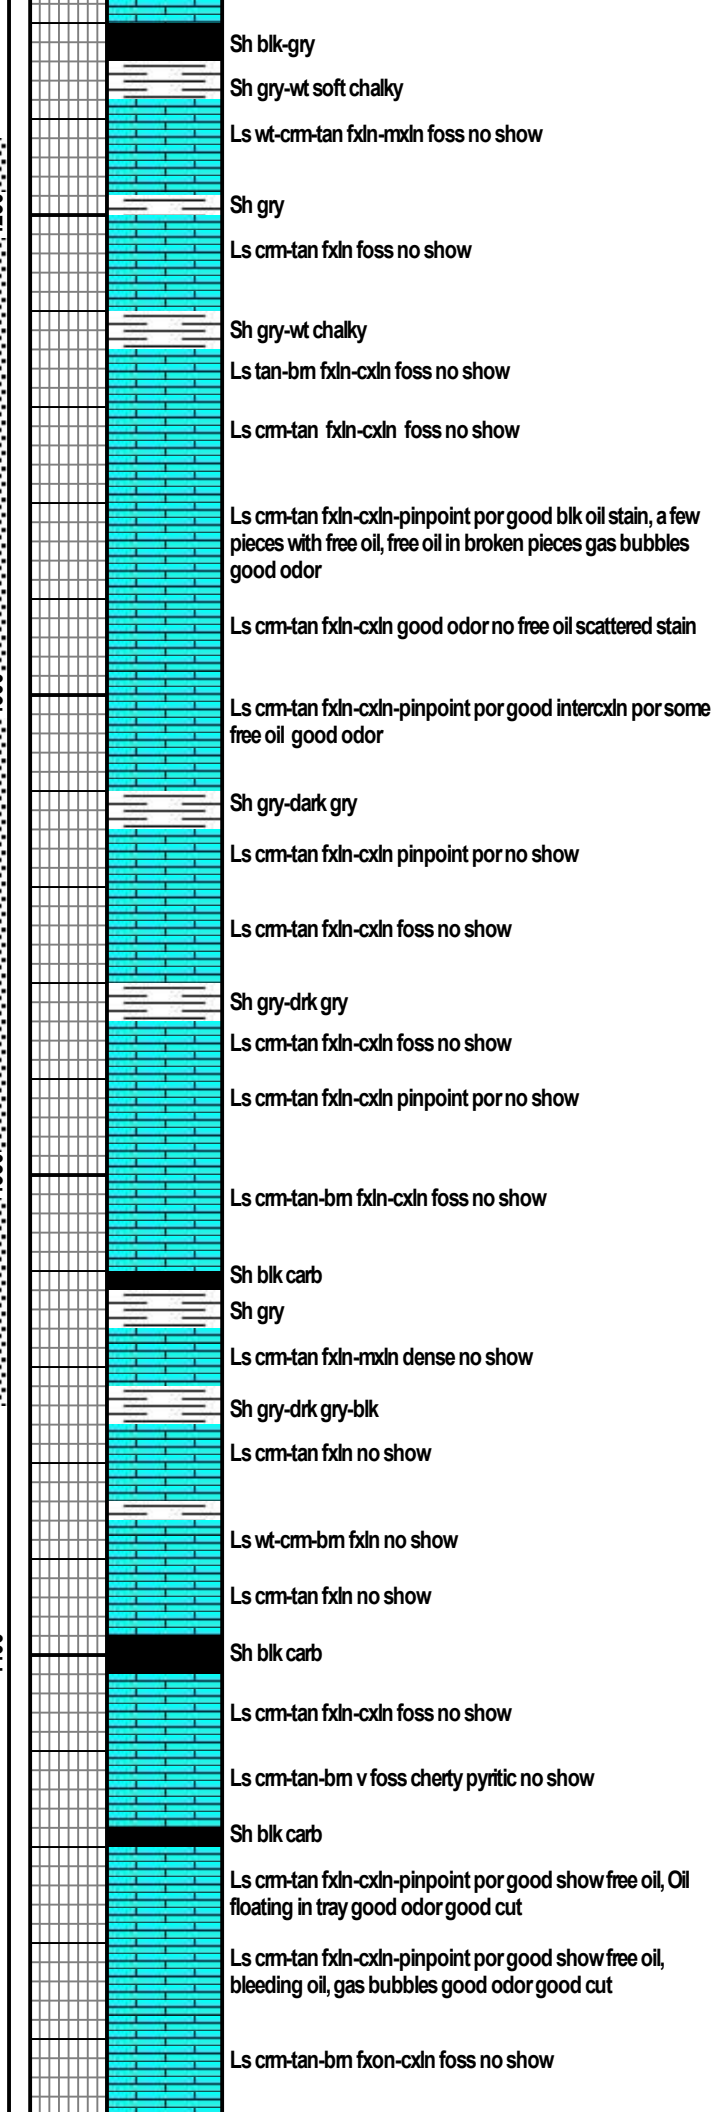 Sh blk-gry
Sh gry-wt soft chalky
Ls wt-crm-tan fxln-mxln foss no show
Sh gry
Ls crm-tan fxln foss no show
Sh gry-wt chalky
Ls tan-brn fxln-cxln foss no show
Ls crm-tan fxln-cxln foss no show
Ls crm-tan fxln-cxln-pinpoint por good blk oil stain, a few
pieces with free oil, free oil in broken pieces gas bubbles
good odor
Ls crm-tan fxln-cxln good odor no free oil scattered stain
Ls crm-tan fxln-cxln-pinpoint por good intercxln por some
free oil good odor
Sh gry-dark gry
Ls crm-tan fxln-cxln pinpoint por no show
Ls crm-tan fxln-cxln foss no show
Sh gry-drk gry
Ls crm-tan fxln-cxln foss no show
Ls crm-tan fxln-cxln pinpoint por no show
Ls crm-tan-brn fxln-cxln foss no show
Sh blk carb
Sh gry
Ls crm-tan fxln-mxln dense no show
Sh gry-drk gry-blk
Ls crm-tan fxln no show
Ls wt-crm-brn fxln no show
Ls crm-tan fxln no show
Sh blk carb
Ls crm-tan fxln-cxln foss no show
Ls crm-tan-brn v foss cherty pyritic no show
Sh blk carb
Ls crm-tan fxln-cxln-pinpoint por good show free oil, Oil
floating in tray good odor good cut
Ls crm-tan fxln-cxln-pinpoint por good show free oil,
bleeding oil, gas bubbles good odor good cut
Ls crm-tan-brn fxon-cxln foss no show